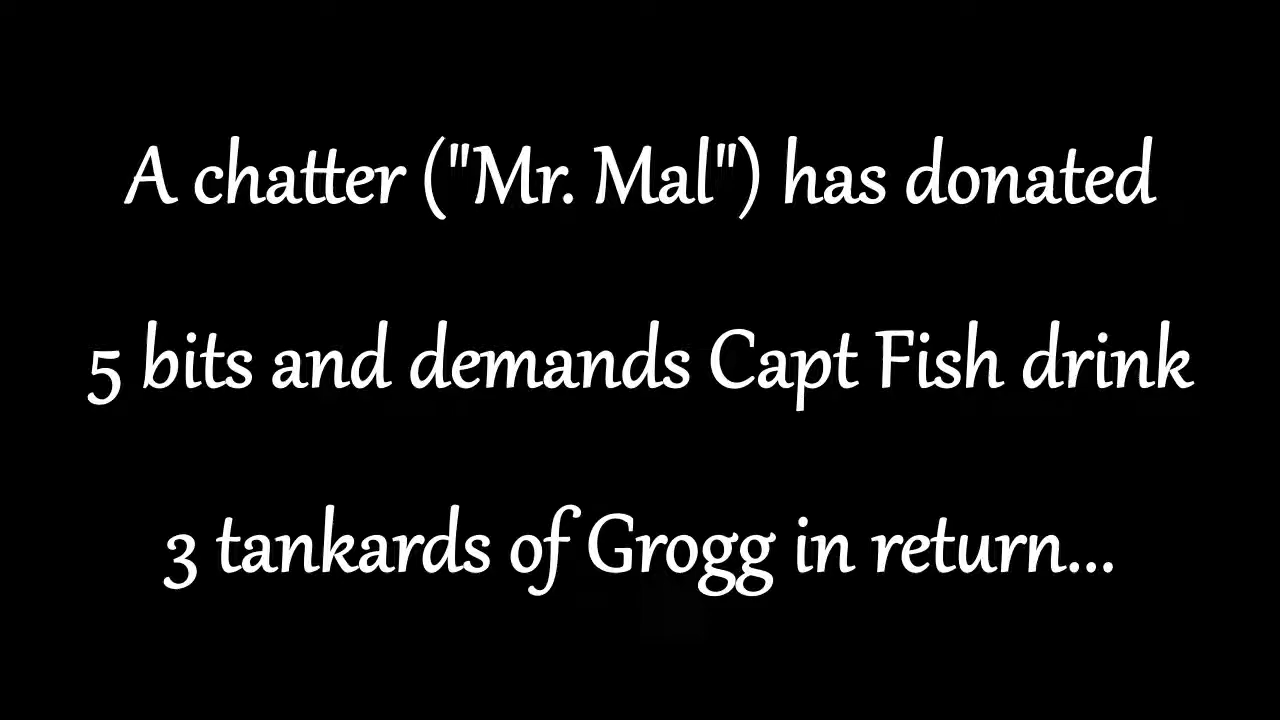 A chatter ("Mr. Mal") has donated
5 bits and demands Capt Fish drink
3 tankards of Grogg in return...